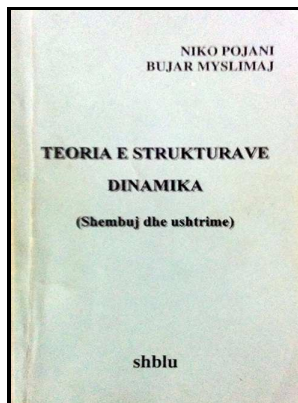 NIKO POJANI
BUJAR MYSLIMAJ
TEORIA E STRUKTURAVE
DINAMIKA
(Shembuj dhe ushtrime)
shblu